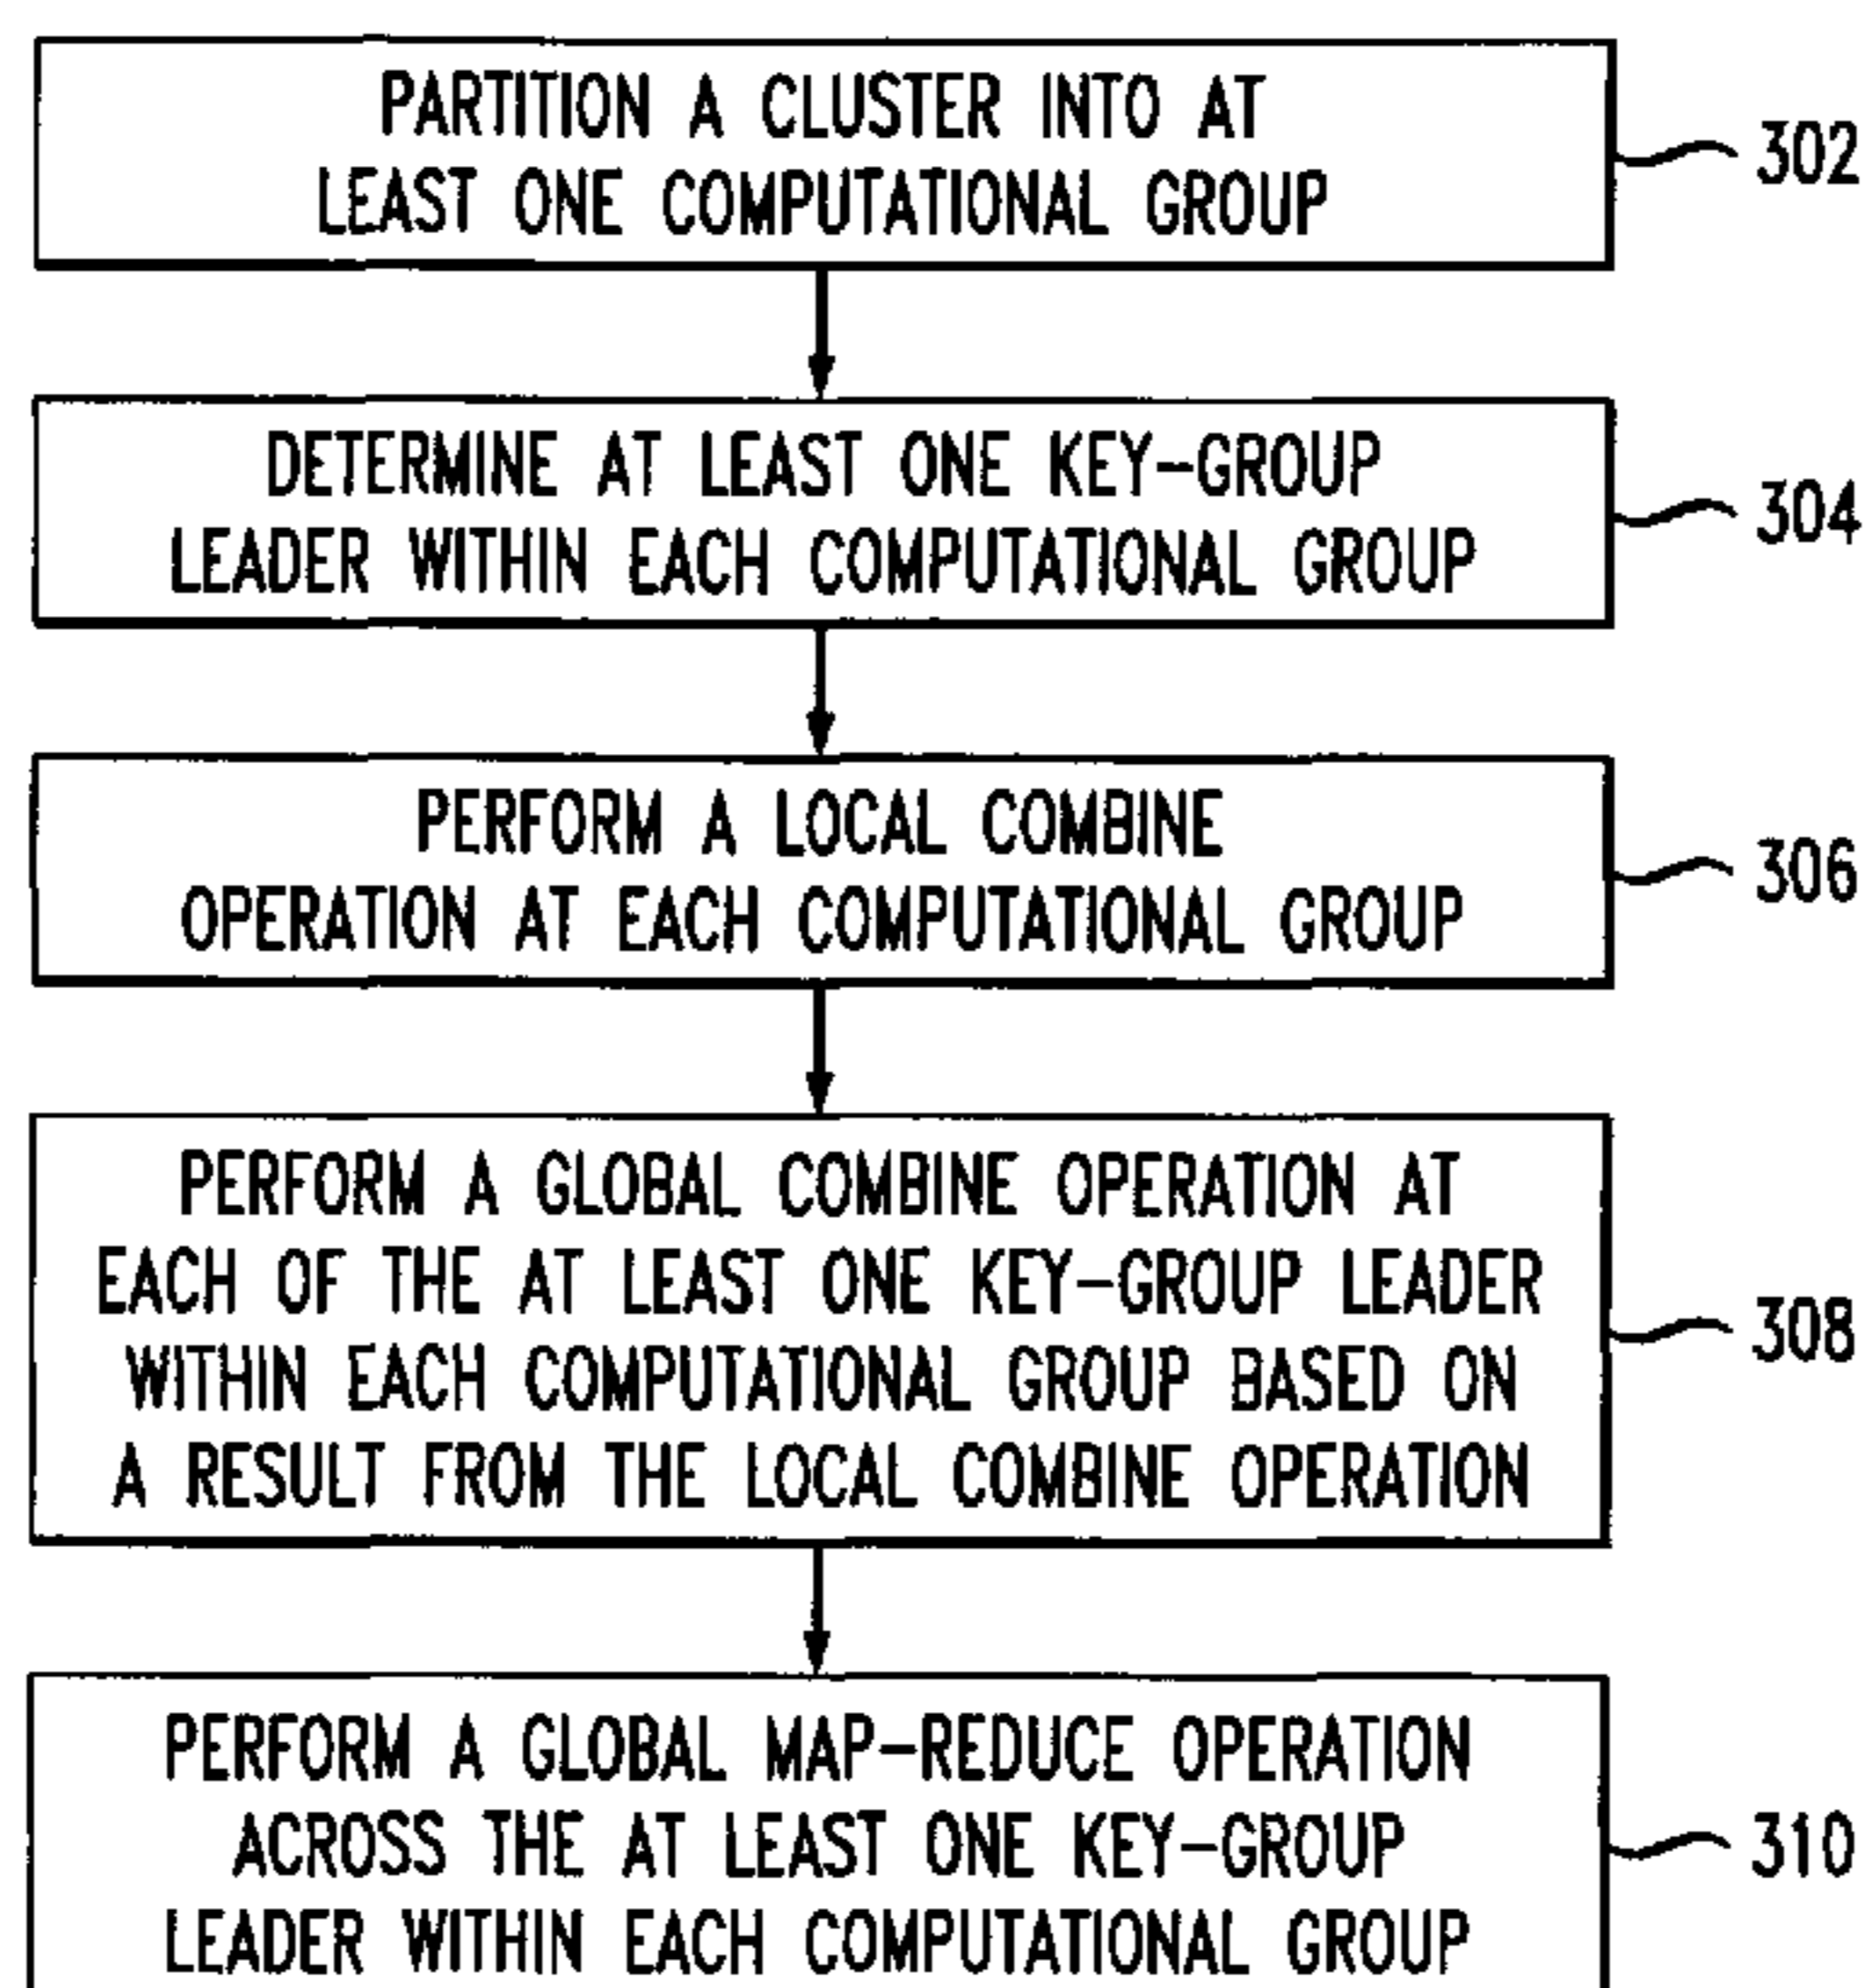 PARTITION A CLUSTER INTO AT
LEAST ONE COMPUTATIONAL GROUP
302
DETERMINE AT LEAST ONE KEY-GROUP
LEADER WITHIN EACH COMPUTATIONAL GROUP
304
PERFORM A LOCAL COMBINE
OPERATION AT EACH COMPUTATIONAL GROUP
306
PERFORM A GLOBAL COMBINE OPERATION AT
EACH OF THE AT LEAST ONE KEY-GROUP LEADER
WITHIN EACH COMPUTATIONAL GROUP BASED ON
A RESULT FROM THE LOCAL COMBINE OPERATION
308
PERFORM A GLOBAL MAP-REDUCE OPERATION
ACROSS THE AT LEAST ONE KEY-GROUP
LEADER WITHIN EACH COMPUTATIONAL GROUP
310